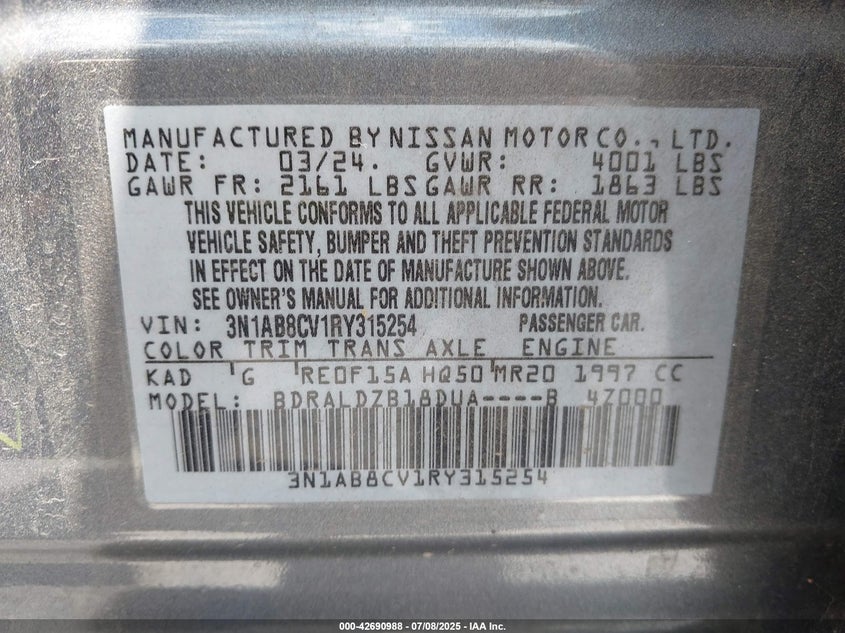 MANUFACTURED BY NISSAN MOTOR CO., LTD.
DATE: 03/24. GVWR: 4001 LBS
GAWR FR: 2161 LBS GAWR RR: 1863 LBS
THIS VEHICLE CONFORMS TO ALL APPLICABLE FEDERAL MOTOR
VEHICLE SAFETY, BUMPER AND THEFT PREVENTION STANDARDS
IN EFFECT ON THE DATE OF MANUFACTURE SHOWN ABOVE.
SEE OWNER'S MANUAL FOR ADDITIONAL INFORMATION.
VIN: 3N1AB8CV1RY315254 PASSENGER CAR.
COLOR TRIM TRANS AXLE ENGINE
KAD 'G 'RE0F15A HQ50 'MR20 1997 CC
MODEL: BDRALDZB18DUA----B 4Z000
3N1AB8CV1RY315254
000-42690988 - 07/08/2025 - IAA Inc.